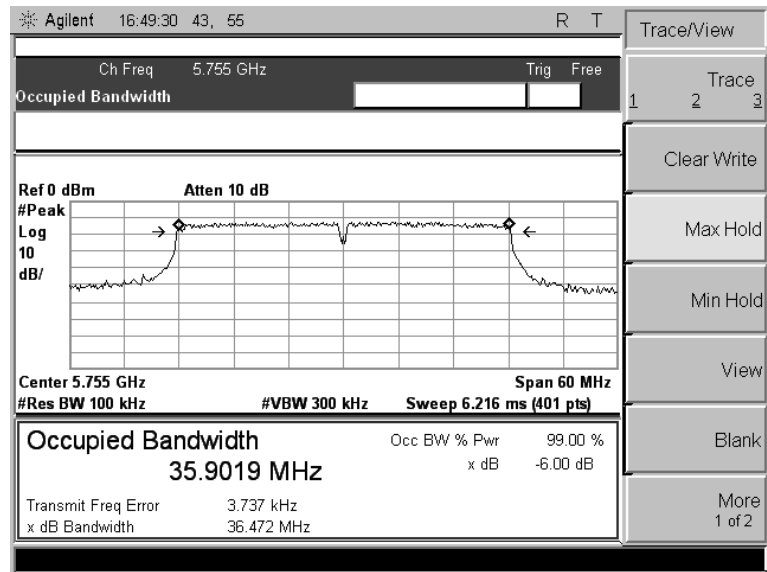 Agilent 16:49:30 43, 55 R T
Ch Freq 5.755 GHz Trig Free
Occupied Bandwidth
Ref 0 dBm Atten 10 dB
#Peak
Log
10
dB/
Center 5.755 GHz Span 60 MHz
#Res BW 100 kHz #VBW 300 kHz Sweep 6.216 ms (401 pts)
Occupied Bandwidth
35.9019 MHz
Occ BW % Pwr 99.00 %
x dB -6.00 dB
Transmit Freq Error 3.737 kHz
x dB Bandwidth 36.472 MHz
Trace/View
Trace
1 2 3
Clear Write
Max Hold
Min Hold
View
Blank
More
1 of 2